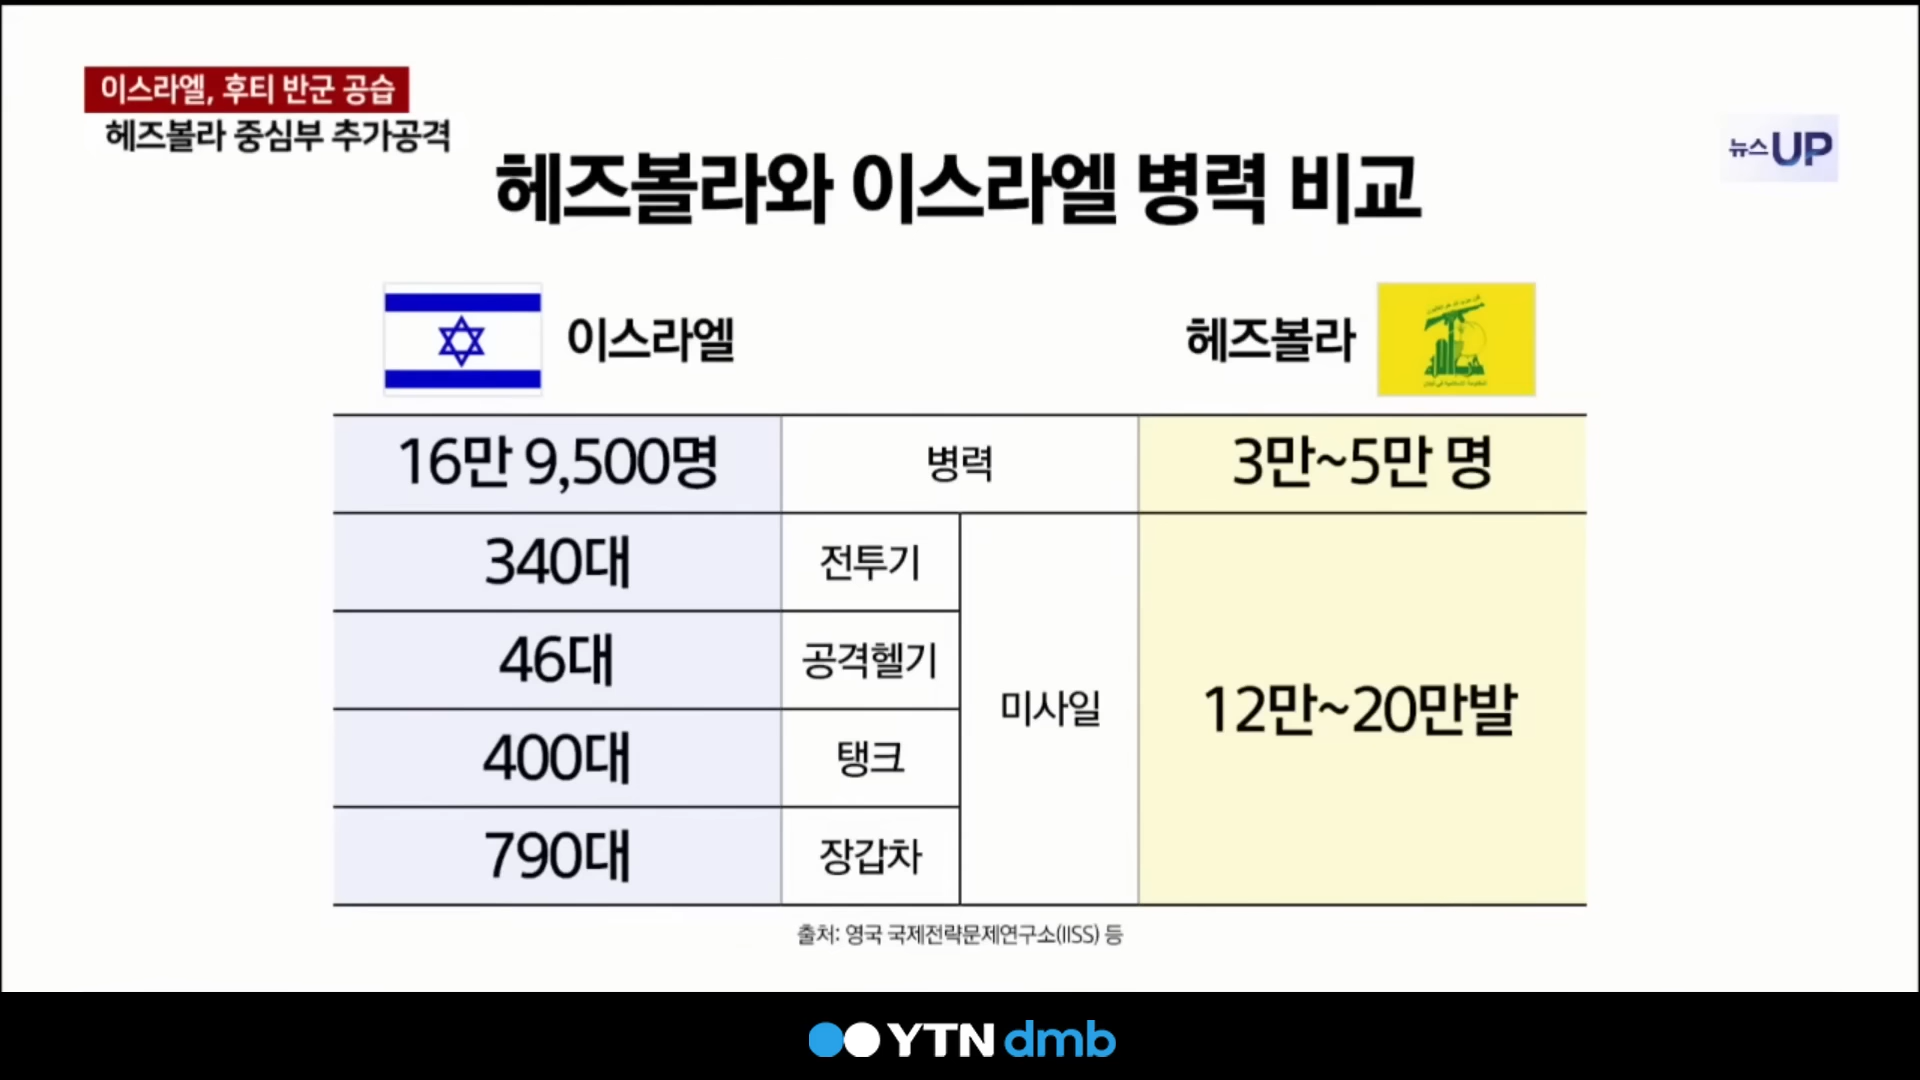 이스라엘, 후티 반군 공습
헤즈볼라 중심부 추가공격
뉴스UP
헤즈볼라와 이스라엘 병력 비교
이스라엘
헤즈볼라
16만 9,500명 병력 3만~5만 명
340대 전투기
46대 공격헬기
미사일 12만~20만발
400대 탱크
790대 장갑차
출처: 영국 국제전략문제연구소(IISS) 등
YTN dmb